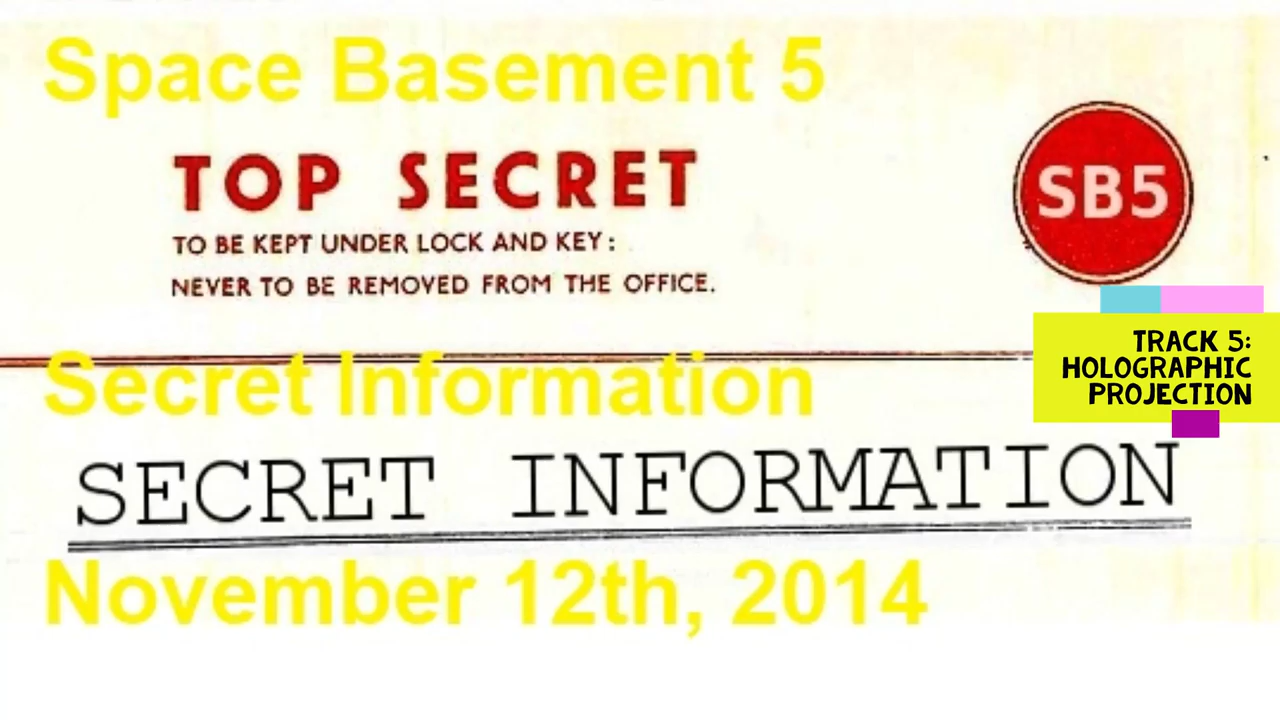 Space Basement 5
TOP SECRET
TO BE KEPT UNDER LOCK AND KEY:
NEVER TO BE REMOVED FROM THE OFFICE.
SB5
TRACK 5:
HOLOGRAPHIC
PROJECTION
Secret Information
SECRET INFORMATION
November 12th, 2014